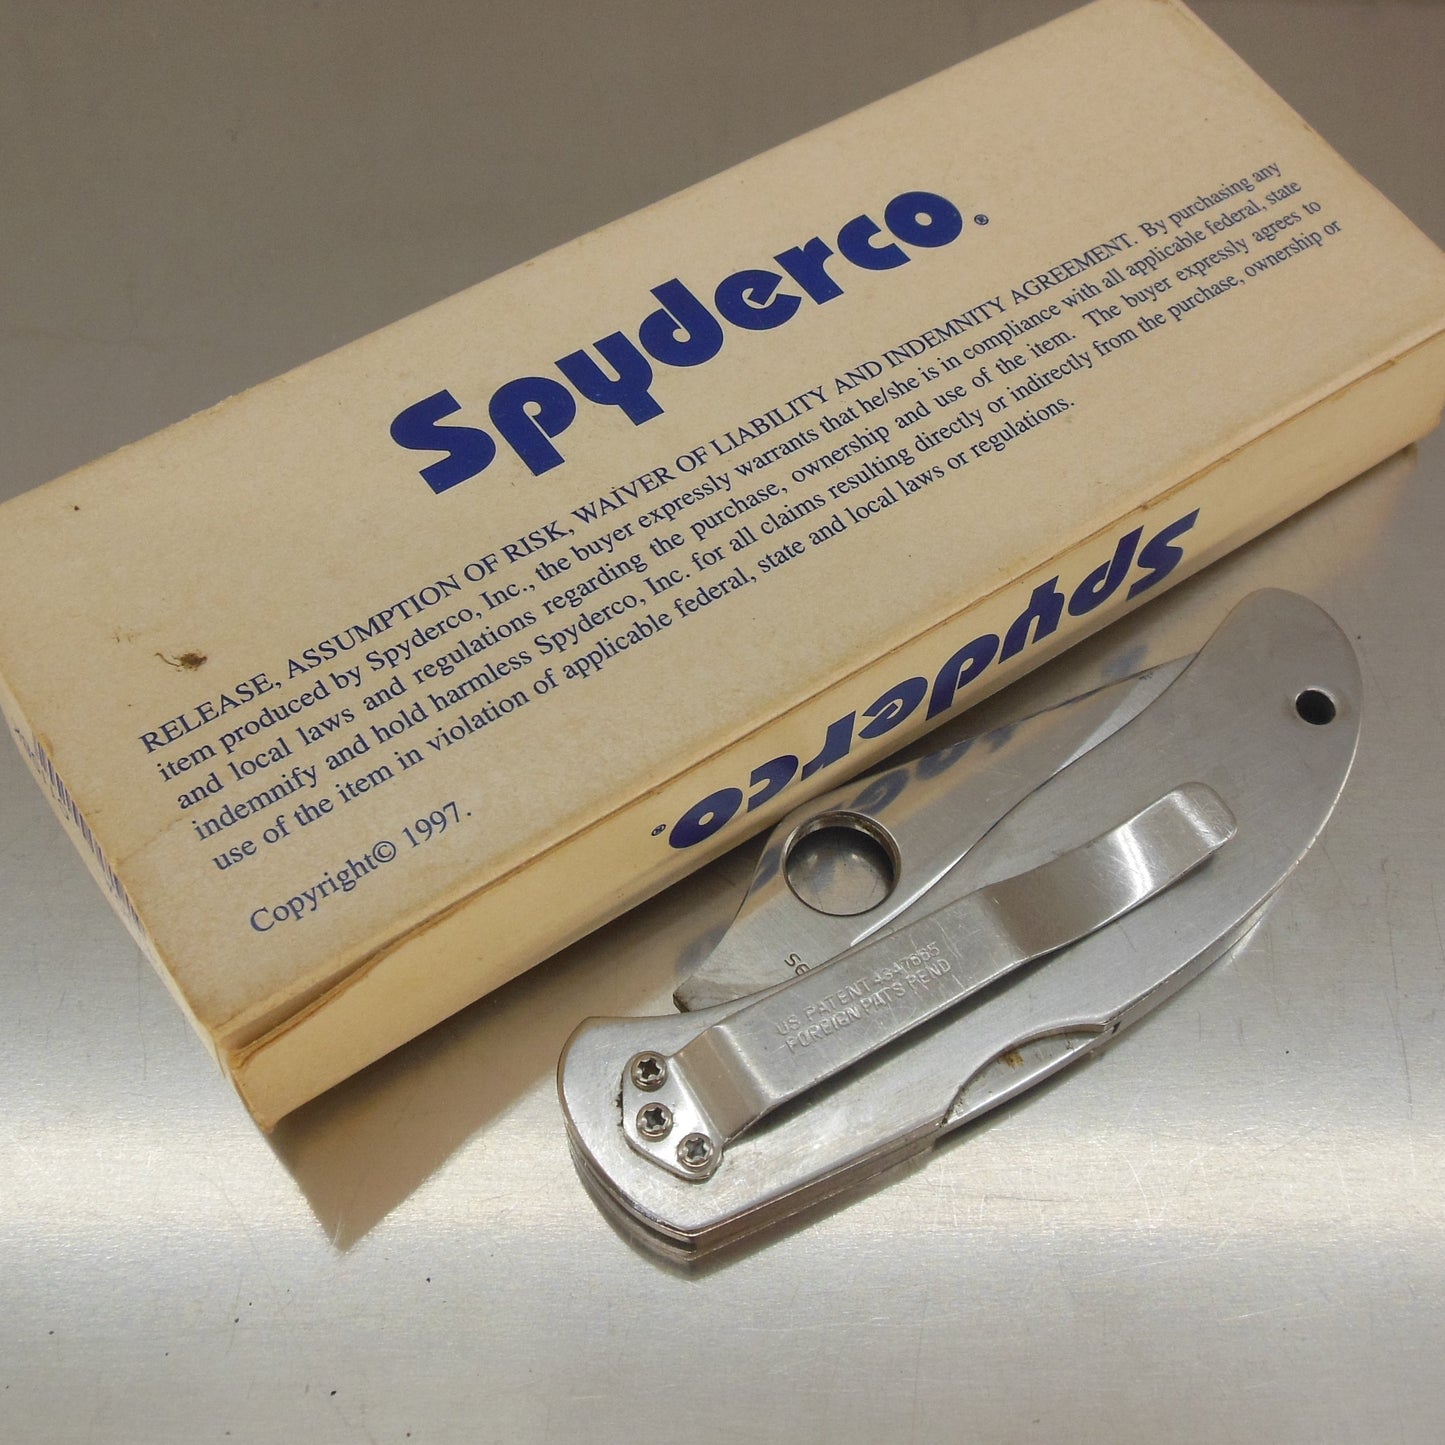 Spyderco®
RELEASE, ASSUMPTION OF RISK, WAIVER OF LIABILITY AND INDEMNITY AGREEMENT. By purchasing any
item produced by Spyderco, Inc., the buyer expressly warrants that he/she is in compliance with all applicable federal, state
and local laws and regulations regarding the purchase, ownership and use of the item. The buyer expressly agrees to
indemnify and hold harmless Spyderco, Inc. for all claims resulting directly or indirectly from the purchase, ownership or
use of the item in violation of applicable federal, state and local laws or regulations.
Copyright© 1997.
Spyderco®
US PATENT 4347665
FOREIGN PATS PEND